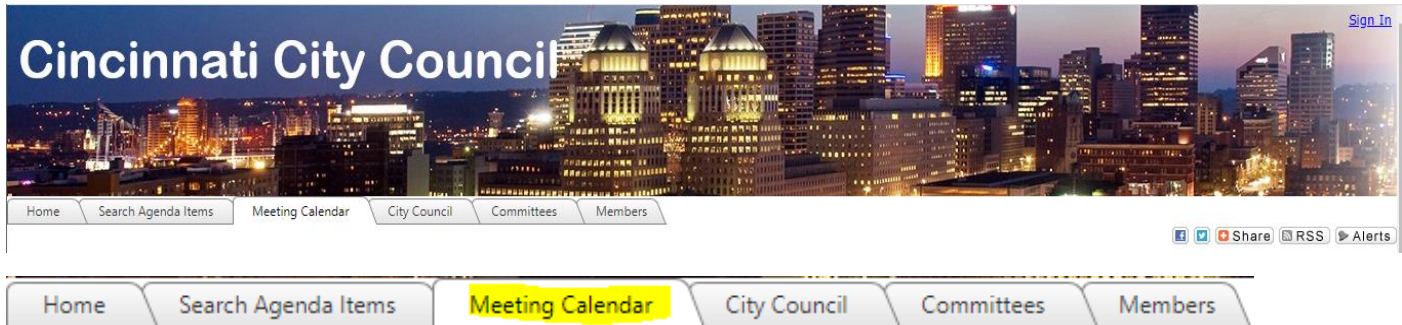 Sign In
Cincinnati City Council
Home Search Agenda Items Meeting Calendar City Council Committees Members
Share RSS Alerts
Home Search Agenda Items Meeting Calendar City Council Committees Members